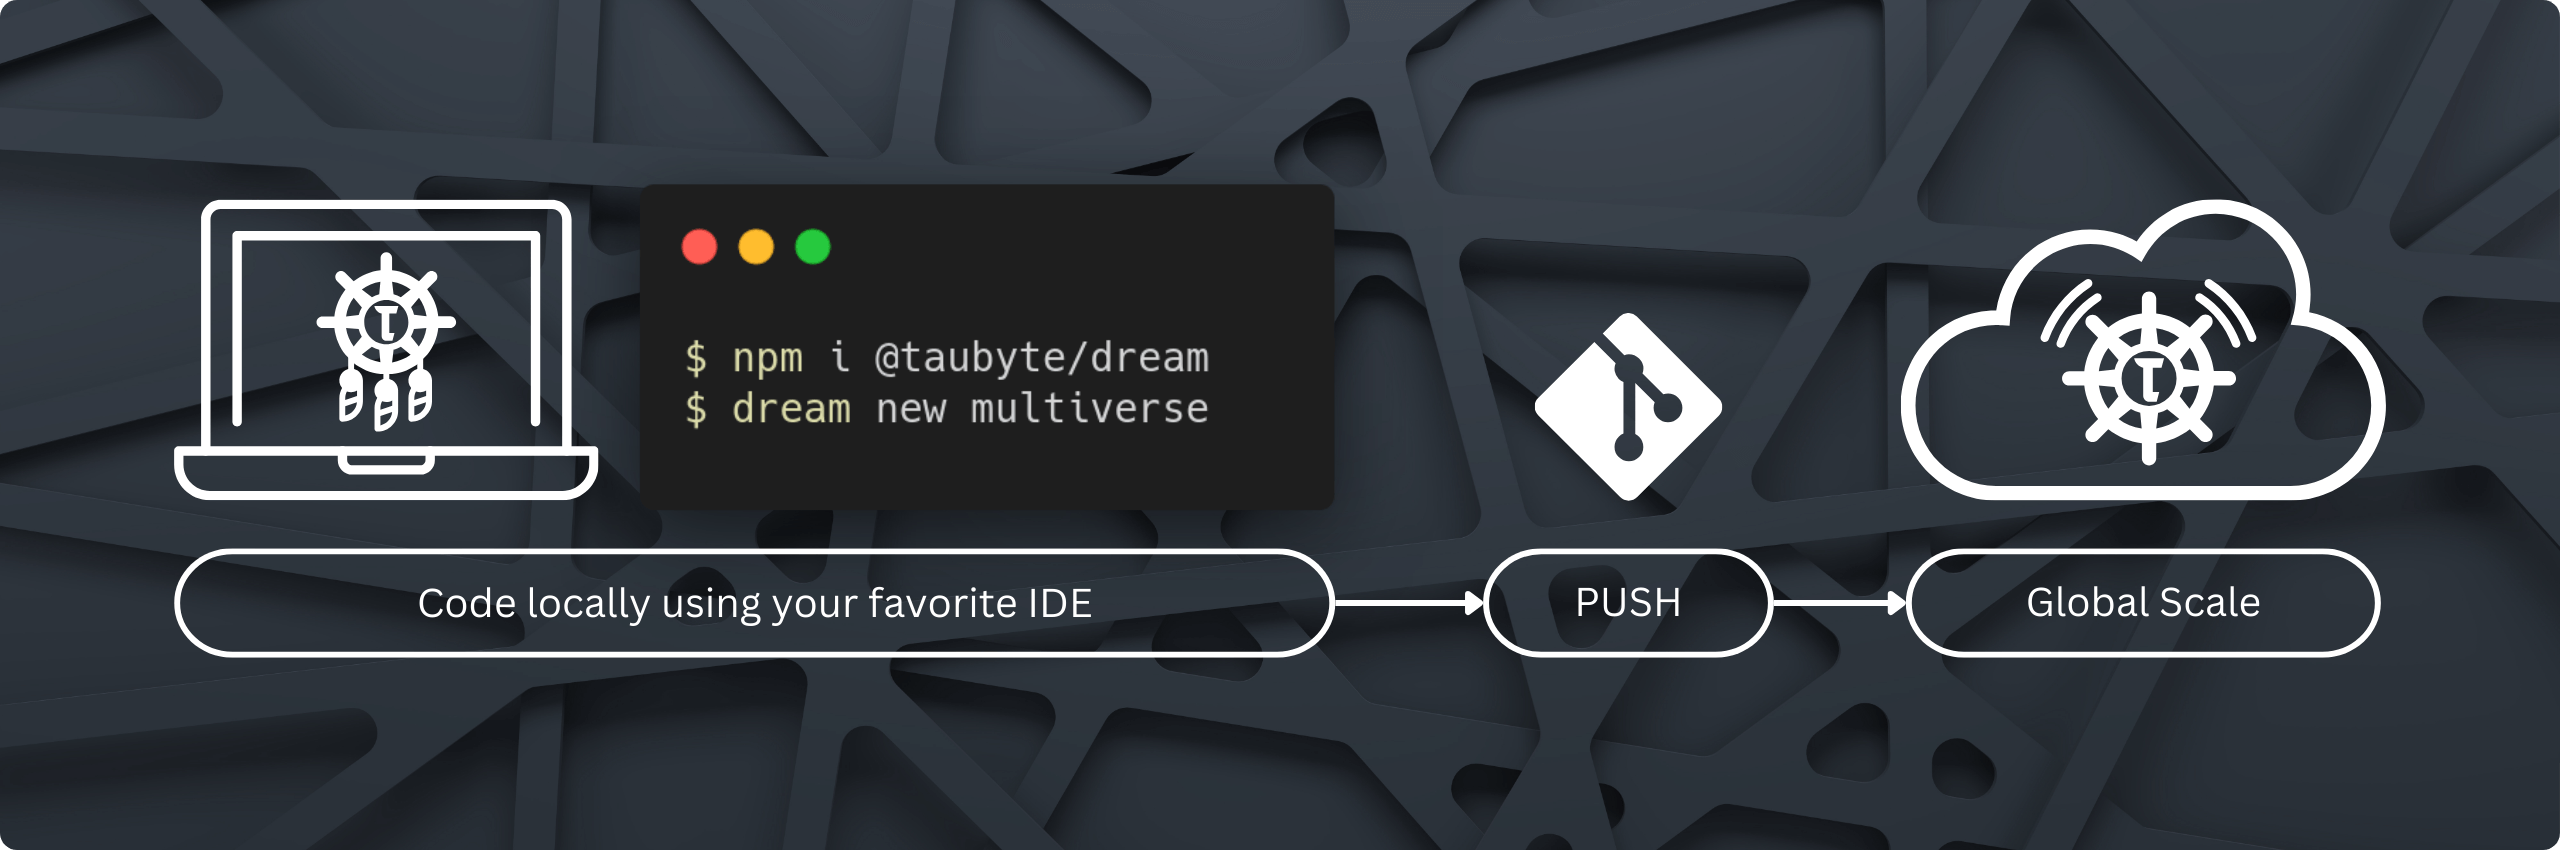 $ npm i @taubyte/dream
$ dream new multiverse
Code locally using your favorite IDE
PUSH
Global Scale